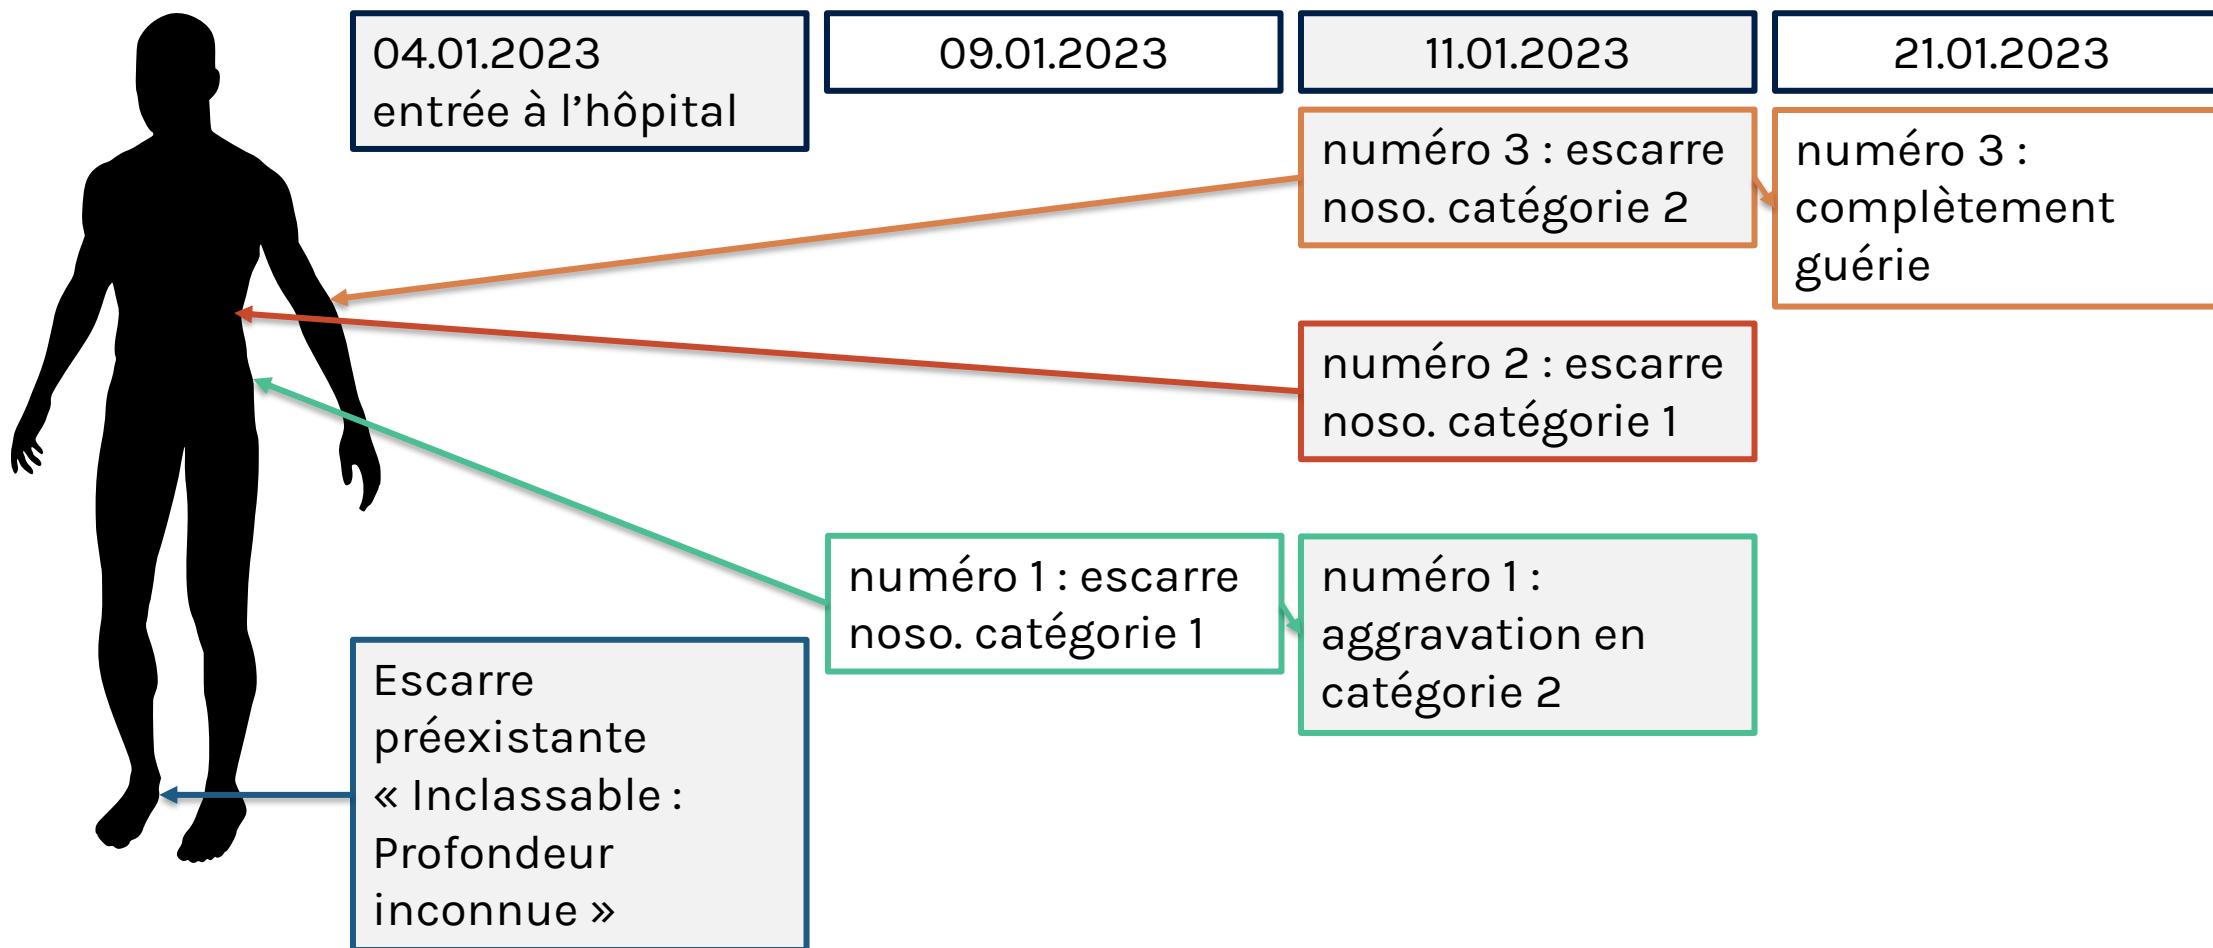 04.01.2023
entrée à l’hôpital
09.01.2023
11.01.2023
21.01.2023
numéro 3 : escarre
noso. catégorie 2
numéro 3 :
complètement
guérie
numéro 2 : escarre
noso. catégorie 1
numéro 1 : escarre
noso. catégorie 1
numéro 1 :
aggravation en
catégorie 2
Escarre
préexistante
« Inclassable :
Profondeur
inconnue »